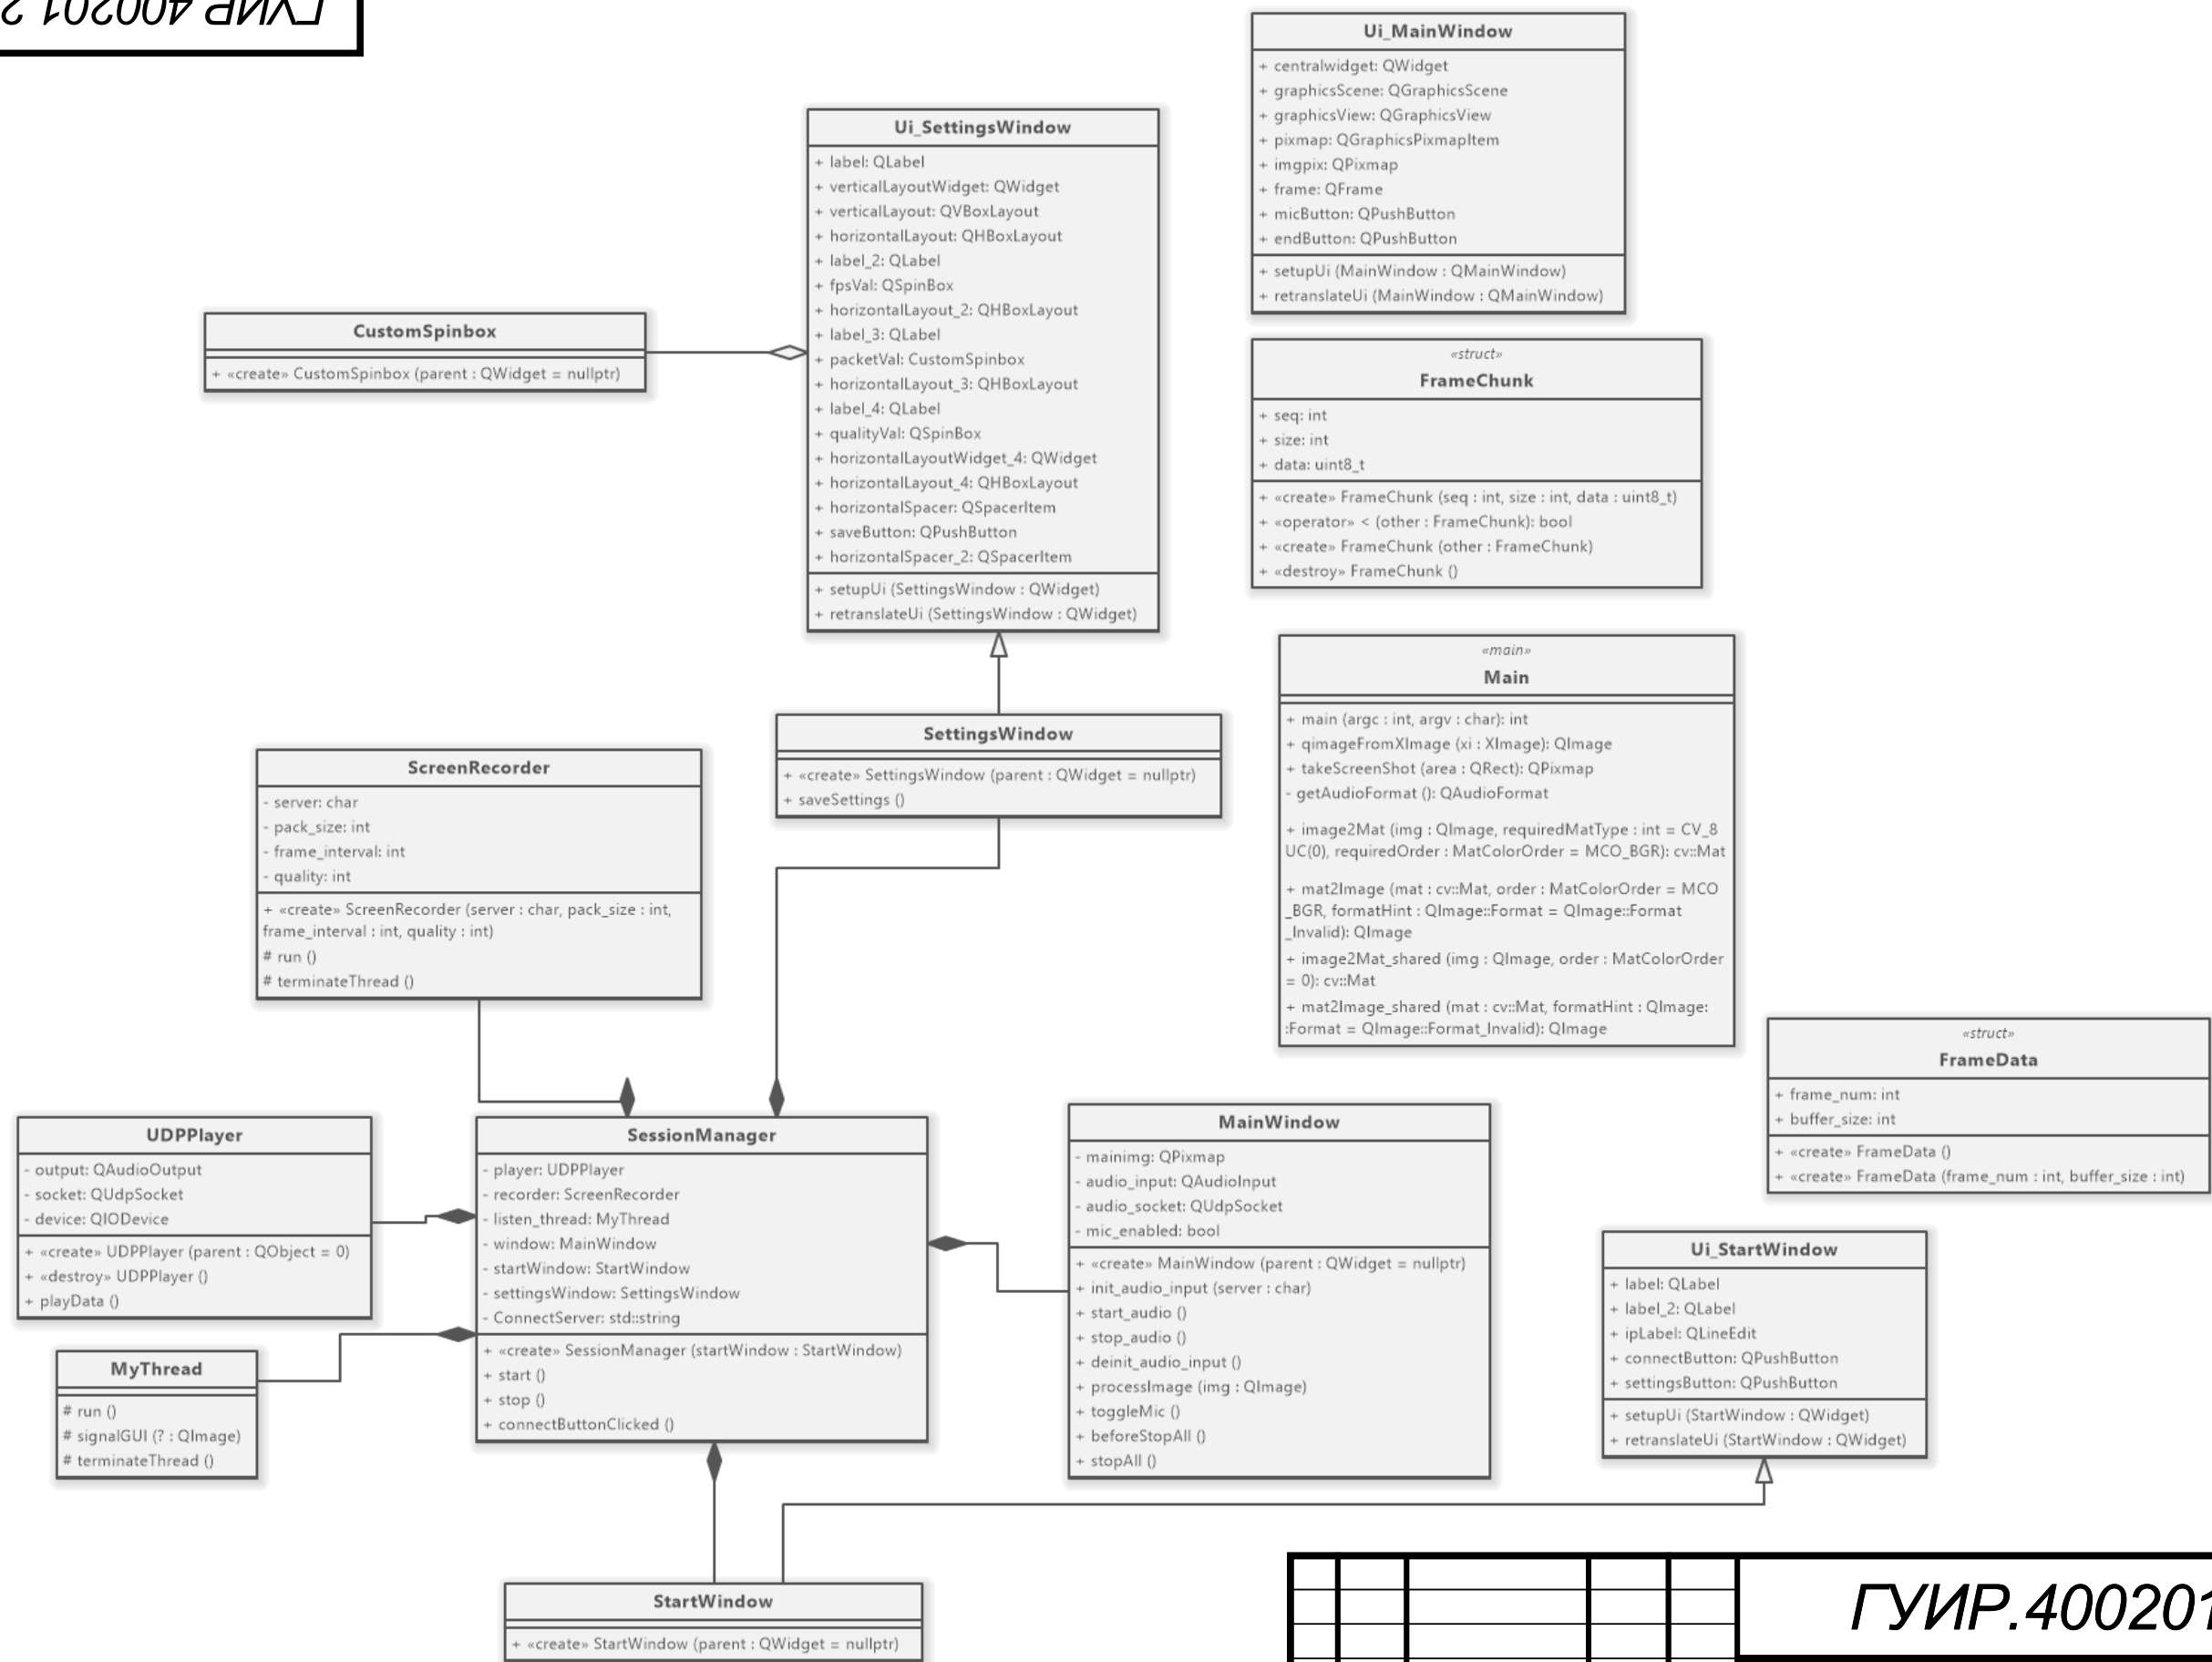 ГУИР.400201.2
Ui_MainWindow
+ centralwidget: QWidget
+ graphicsScene: QGraphicsScene
+ graphicsView: QGraphicsView
+ pixmap: QGraphicsPixmapItem
+ imgpix: QPixmap
+ frame: QFrame
+ micButton: QPushButton
+ endButton: QPushButton
+ setupUi (MainWindow : QMainWindow)
+ retranslateUi (MainWindow : QMainWindow)
Ui_SettingsWindow
+ label: QLabel
+ verticalLayoutWidget: QWidget
+ verticalLayout: QVBoxLayout
+ horizontalLayout: QHBoxLayout
+ label_2: QLabel
+ fpsVal: QSpinBox
+ horizontalLayout_2: QHBoxLayout
+ label_3: QLabel
+ packetVal: CustomSpinbox
+ horizontalLayout_3: QHBoxLayout
+ label_4: QLabel
+ qualityVal: QSpinBox
+ horizontalLayoutWidget_4: QWidget
+ horizontalLayout_4: QHBoxLayout
+ horizontalSpacer: QSpacerItem
+ saveButton: QPushButton
+ horizontalSpacer_2: QSpacerItem
+ setupUi (SettingsWindow : QWidget)
+ retranslateUi (SettingsWindow : QWidget)
CustomSpinbox
+ «create» CustomSpinbox (parent : QWidget = nullptr)
«struct»
FrameChunk
+ seq: int
+ size: int
+ data: uint8_t
+ «create» FrameChunk (seq : int, size : int, data : uint8_t)
+ «operator» < (other : FrameChunk): bool
+ «create» FrameChunk (other : FrameChunk)
+ «destroy» FrameChunk ()
«main»
Main
+ main (argc : int, argv : char): int
+ qimageFromXImage (xi : XImage): QImage
+ takeScreenShot (area : QRect): QPixmap
- getAudioFormat (): QAudioFormat
+ image2Mat (img : QImage, requiredMatType : int = CV_8
UC(0), requiredOrder : MatColorOrder = MCO_BGR): cv::Mat
+ mat2Image (mat : cv::Mat, order : MatColorOrder = MCO
_BGR, formatHint : QImage::Format = QImage::Format
_Invalid): QImage
+ image2Mat_shared (img : QImage, order : MatColorOrder
= 0): cv::Mat
+ mat2Image_shared (mat : cv::Mat, formatHint : QImage:
:Format = QImage::Format_Invalid): QImage
SettingsWindow
+ «create» SettingsWindow (parent : QWidget = nullptr)
+ saveSettings ()
ScreenRecorder
- server: char
- pack_size: int
- frame_interval: int
- quality: int
+ «create» ScreenRecorder (server : char, pack_size : int,
frame_interval : int, quality : int)
# run ()
# terminateThread ()
«struct»
FrameData
+ frame_num: int
+ buffer_size: int
+ «create» FrameData ()
+ «create» FrameData (frame_num : int, buffer_size : int)
UDPPlayer
- output: QAudioOutput
- socket: QUdpSocket
- device: QIODevice
+ «create» UDPPlayer (parent : QObject = 0)
+ «destroy» UDPPlayer ()
+ playData ()
SessionManager
- player: UDPPlayer
- recorder: ScreenRecorder
- listen_thread: MyThread
- window: MainWindow
- startWindow: StartWindow
- settingsWindow: SettingsWindow
- ConnectServer: std::string
+ «create» SessionManager (startWindow : StartWindow)
+ start ()
+ stop ()
+ connectButtonClicked ()
MainWindow
- mainimg: QPixmap
- audio_input: QAudioInput
- audio_socket: QUdpSocket
- mic_enabled: bool
+ «create» MainWindow (parent : QWidget = nullptr)
+ init_audio_input (server : char)
+ start_audio ()
+ stop_audio ()
+ deinit_audio_input ()
+ processImage (img : QImage)
+ toggleMic ()
+ beforeStopAll ()
+ stopAll ()
Ui_StartWindow
+ label: QLabel
+ label_2: QLabel
+ ipLabel: QLineEdit
+ connectButton: QPushButton
+ settingsButton: QPushButton
+ setupUi (StartWindow : QWidget)
+ retranslateUi (StartWindow : QWidget)
MyThread
# run ()
# signalGUI (? : QImage)
# terminateThread ()
StartWindow
+ «create» StartWindow (parent : QWidget = nullptr)
ГУИР.400201